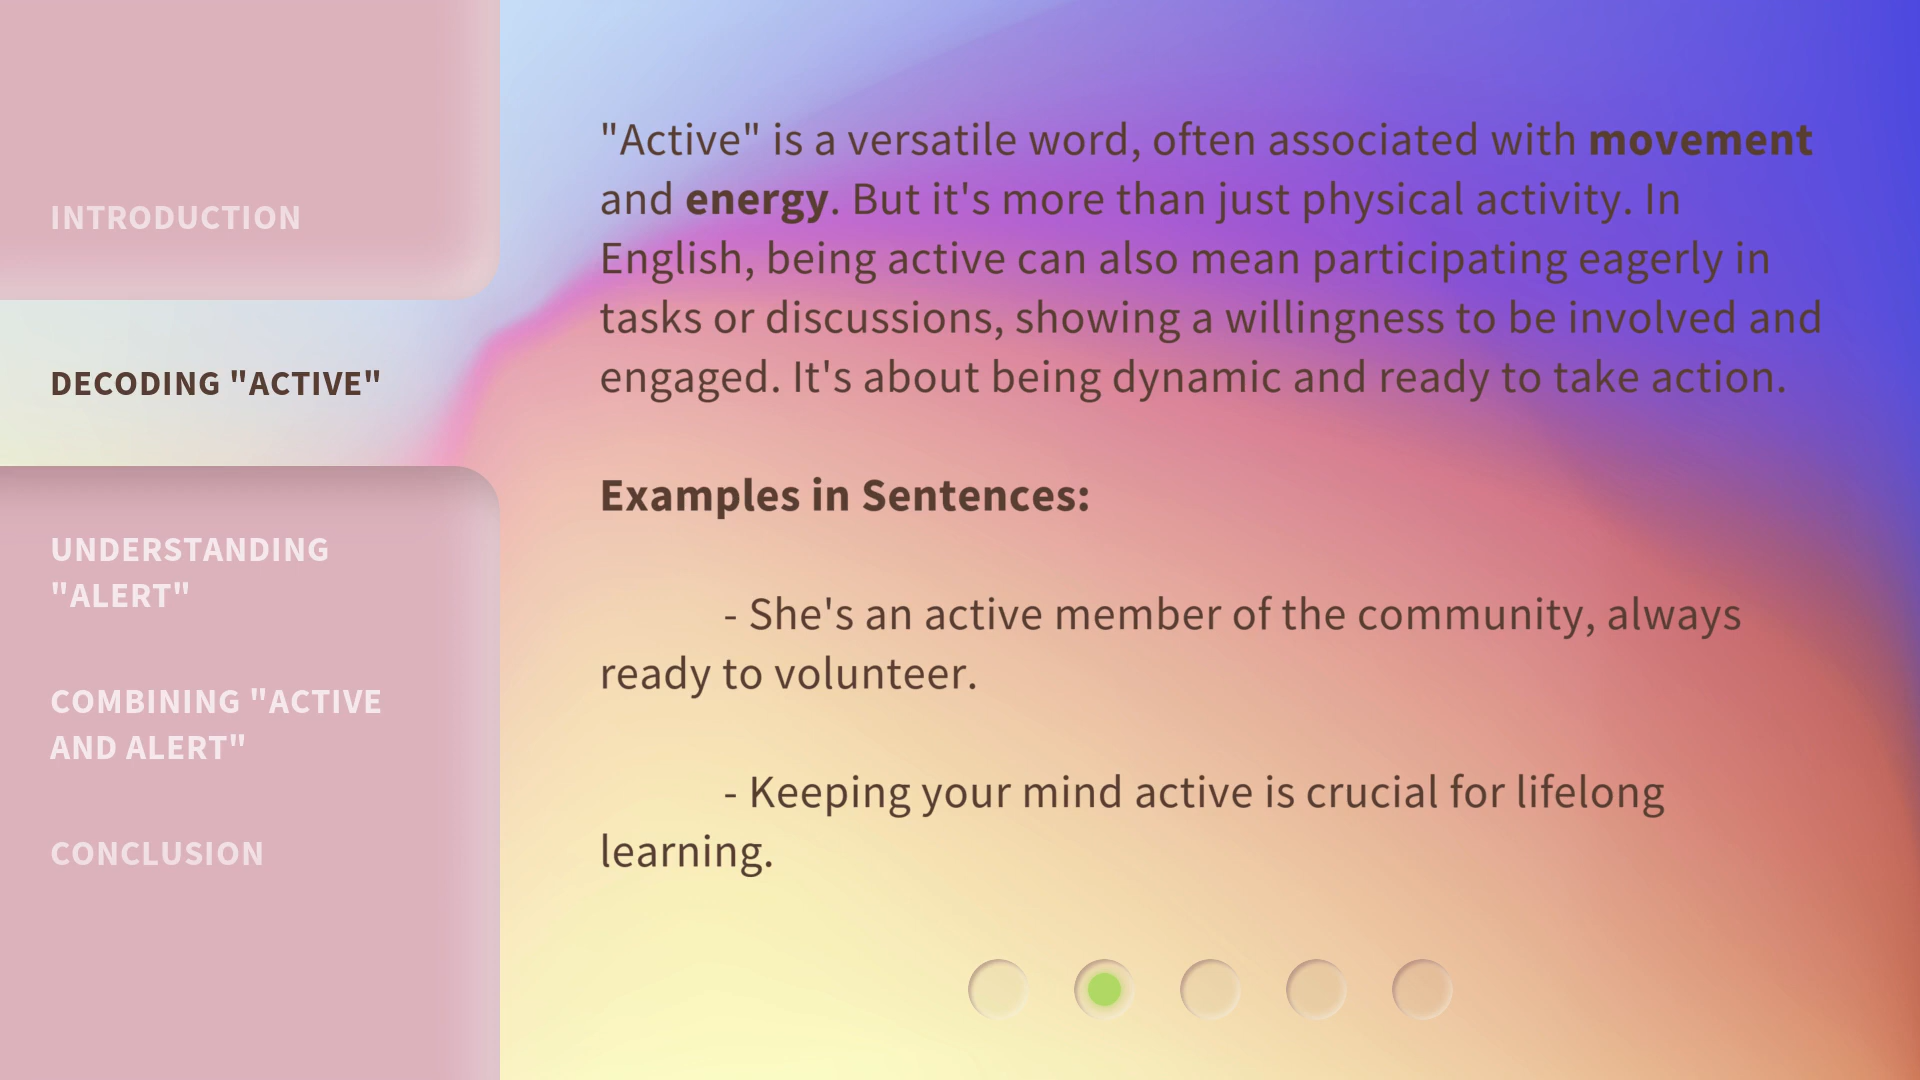 INTRODUCTION
DECODING "ACTIVE"
UNDERSTANDING
"ALERT"
COMBINING "ACTIVE
AND ALERT"
CONCLUSION
"Active" is a versatile word, often associated with movement
and energy. But it's more than just physical activity. In
English, being active can also mean participating eagerly in
tasks or discussions, showing a willingness to be involved and
engaged. It's about being dynamic and ready to take action.
Examples in Sentences:
- She's an active member of the community, always
ready to volunteer.
- Keeping your mind active is crucial for lifelong
learning.